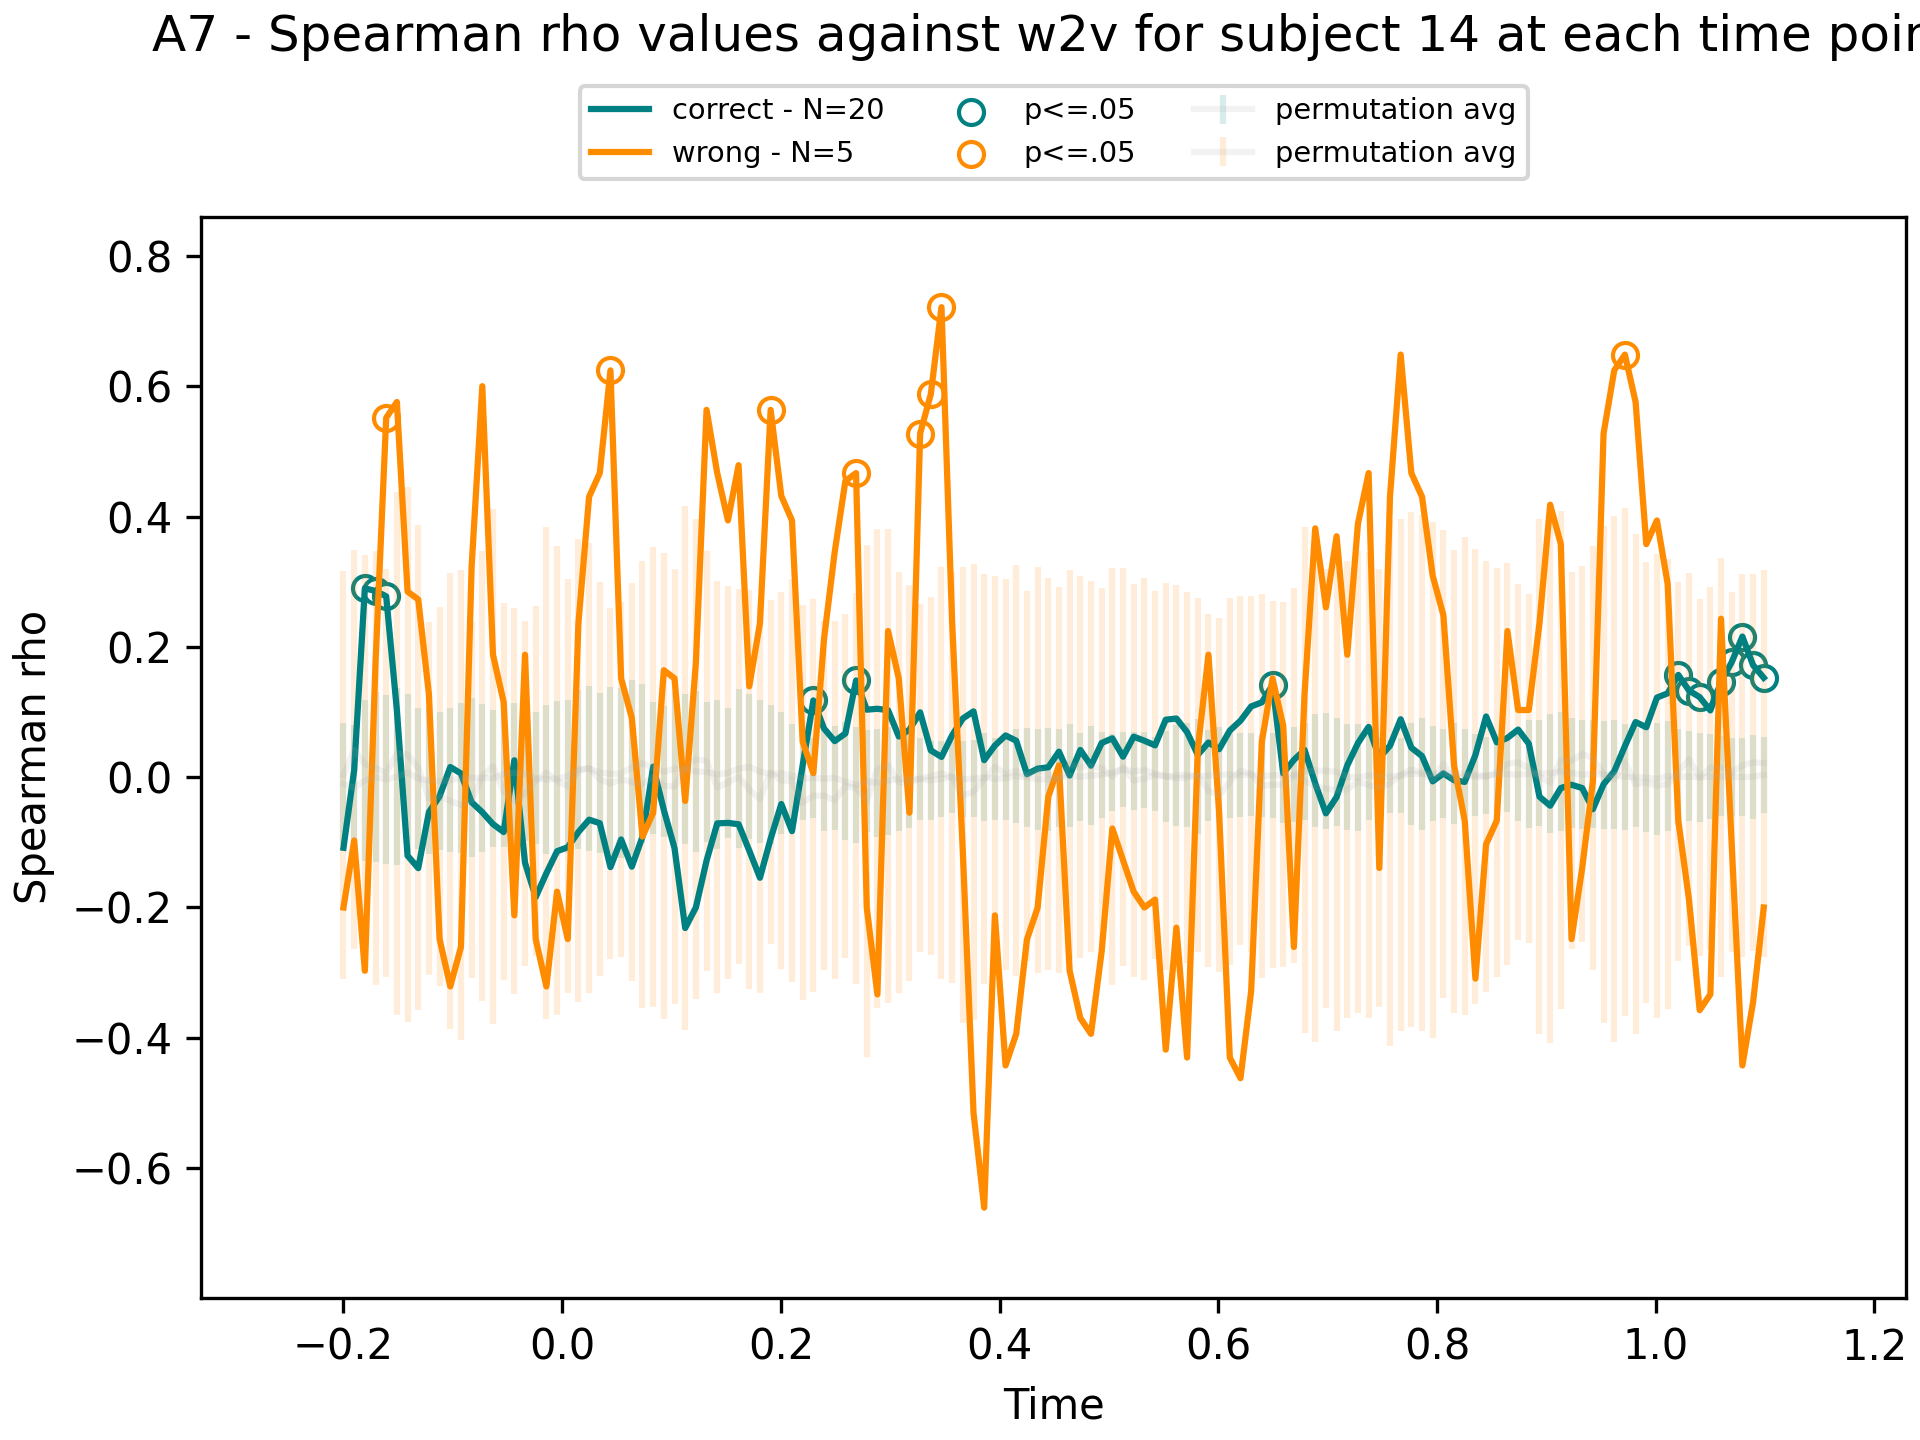 A7 - Spearman rho values against w2v for subject 14 at each time poin
correct - N=20
wrong - N=5
p<=.05
p<=.05
permutation avg
permutation avg
0.8
0.6
0.4
0.2
0.0
−0.2
−0.4
−0.6
Spearman rho
−0.2 0.0 0.2 0.4 0.6 0.8 1.0 1.2
Time